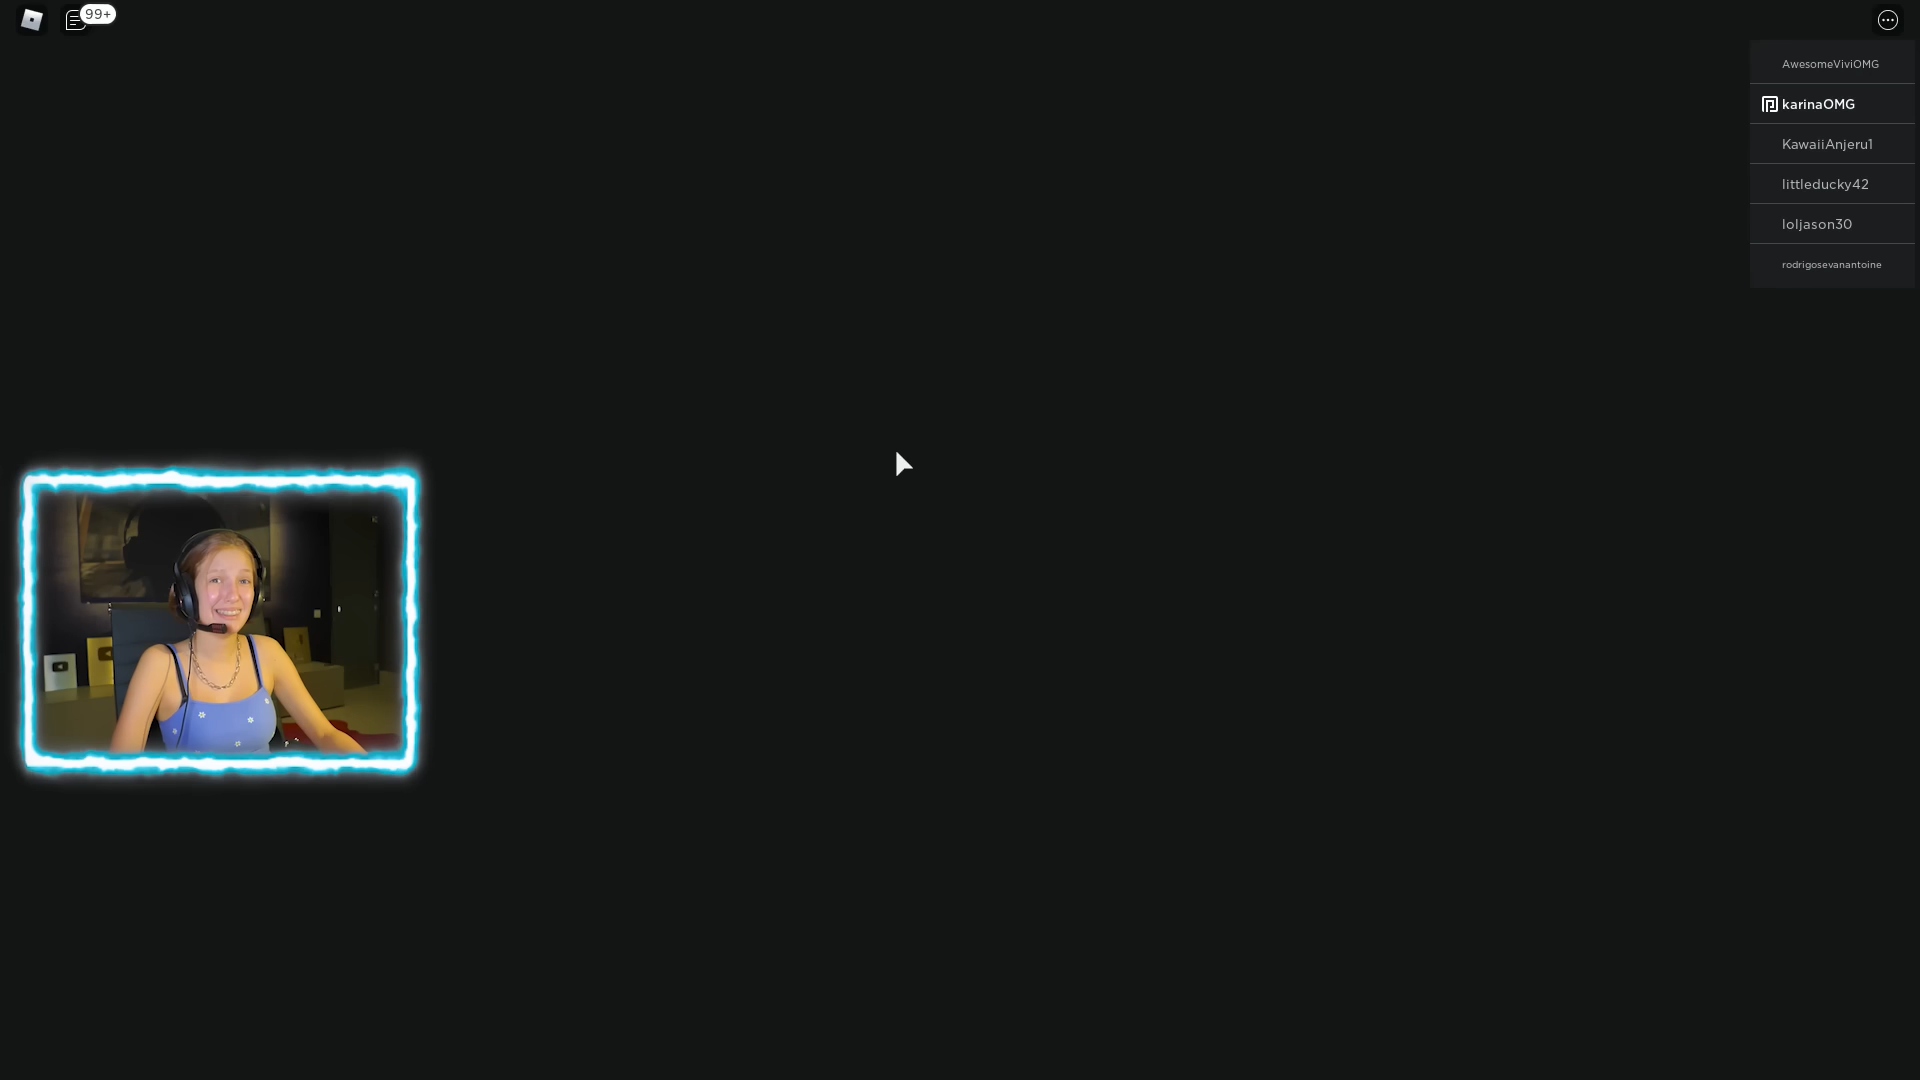 99+
AwesomeViviOMG
karinaOMG
KawaiiAnjeru1
littleducky42
loljason30
rodrigosevanantoine